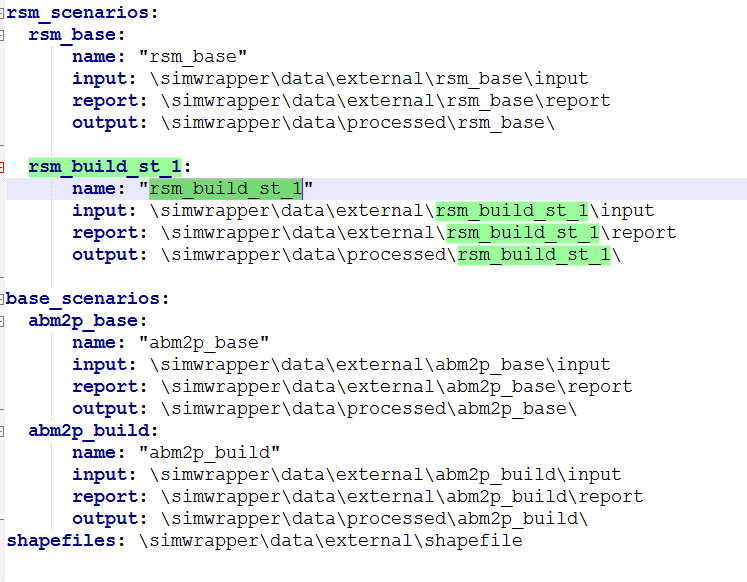 rsm_scenarios:
  rsm_base:
      name: "rsm_base"
      input: \simwrapper\data\external\rsm_base\input
      report: \simwrapper\data\external\rsm_base\report
      output: \simwrapper\data\processed\rsm_base\

  rsm_build_st_1:
      name: "rsm_build_st_1"
      input: \simwrapper\data\external\rsm_build_st_1\input
      report: \simwrapper\data\external\rsm_build_st_1\report
      output: \simwrapper\data\processed\rsm_build_st_1\

base_scenarios:
  abm2p_base:
      name: "abm2p_base"
      input: \simwrapper\data\external\abm2p_base\input
      report: \simwrapper\data\external\abm2p_base\report
      output: \simwrapper\data\processed\abm2p_base\
  abm2p_build:
      name: "abm2p_build"
      input: \simwrapper\data\external\abm2p_build\input
      report: \simwrapper\data\external\abm2p_build\report
      output: \simwrapper\data\processed\abm2p_build\
shapefiles: \simwrapper\data\external\shapefile